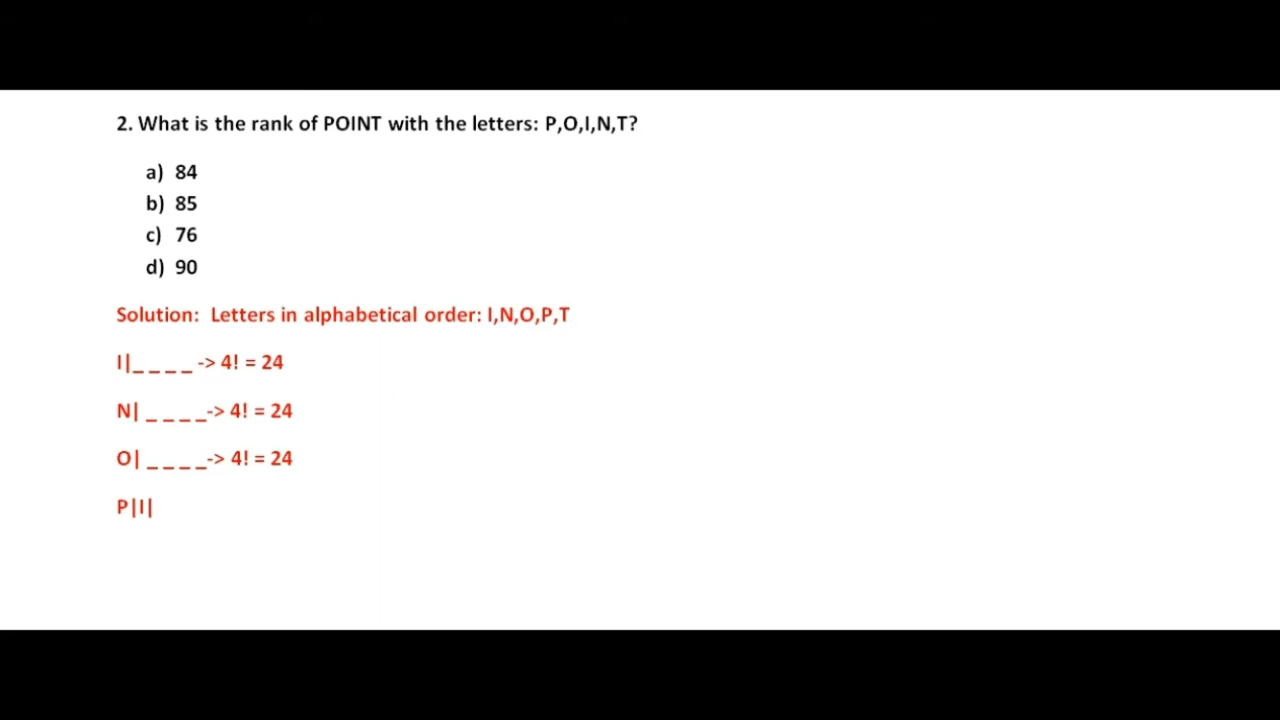 2. What is the rank of POINT with the letters: P,O,I,N,T?
a) 84
b) 85
c) 76
d) 90
Solution: Letters in alphabetical order: I,N,O,P,T
I|_ _ _ _ -> 4! = 24
N| _ _ _ _-> 4! = 24
O| _ _ _ _-> 4! = 24
P|I|